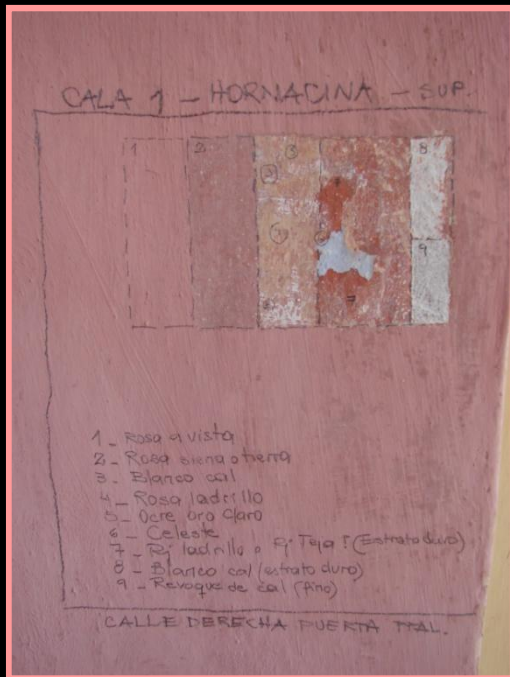 CALA 1 - HORNACINA - SUP.
1 2 3 8
9
7
1 - Rosa a vista
2 - Rosa siena o tierra
3 - Blanco cal
4 - Rosa ladrillo
5 - Ocre oro claro
6 - Celeste
7 - Rj ladrillo o Rj Teja ! (Estrato duro)
8 - Blanco cal (estrato duro)
9 - Revoque de cal (fino)
CALLE DERECHA PUERTA PPAL.